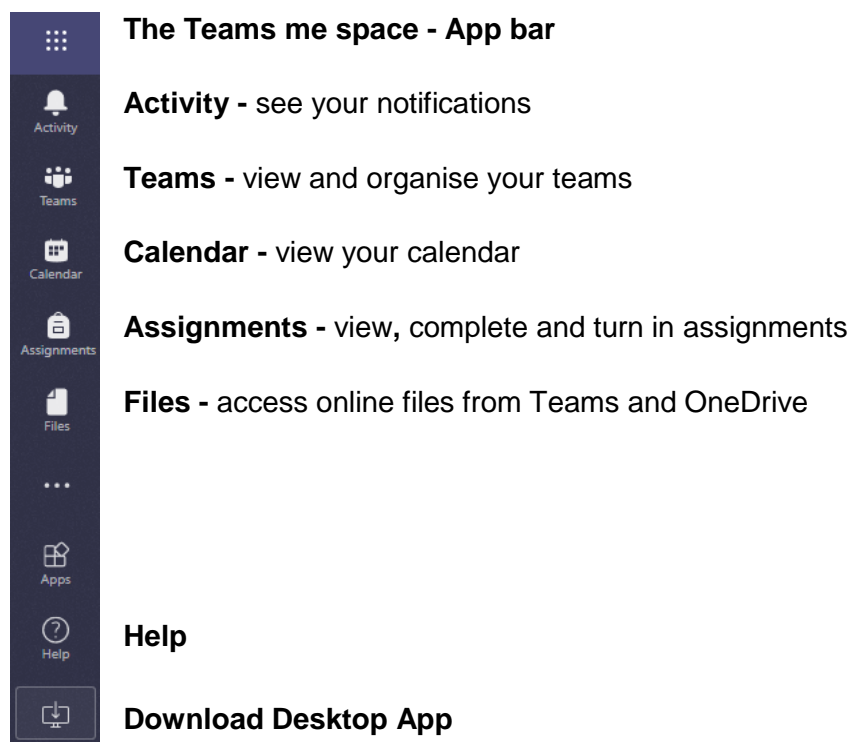 The Teams me space - App bar
Activity
Activity - see your notifications
Teams
Teams - view and organise your teams
Calendar
Calendar - view your calendar
Assignments
Assignments - view, complete and turn in assignments
Files
Files - access online files from Teams and OneDrive
Apps
Help
Help
Download Desktop App